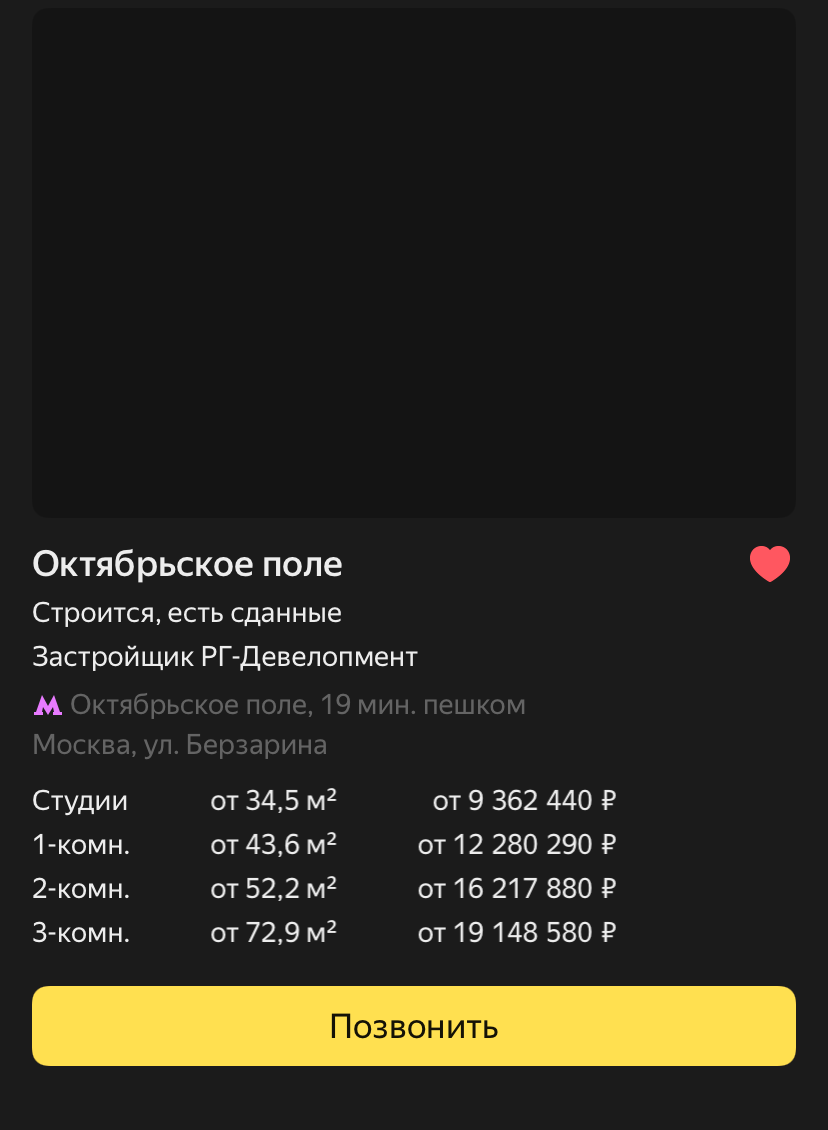 Октябрьское поле
Строится, есть сданные
Застройщик РГ-Девелопмент
Октябрьское поле, 19 мин. пешком
Москва, ул. Берзарина
Студии от 34,5 м² от 9 362 440 ₽
1-комн. от 43,6 м² от 12 280 290 ₽
2-комн. от 52,2 м² от 16 217 880 ₽
3-комн. от 72,9 м² от 19 148 580 ₽
Позвонить